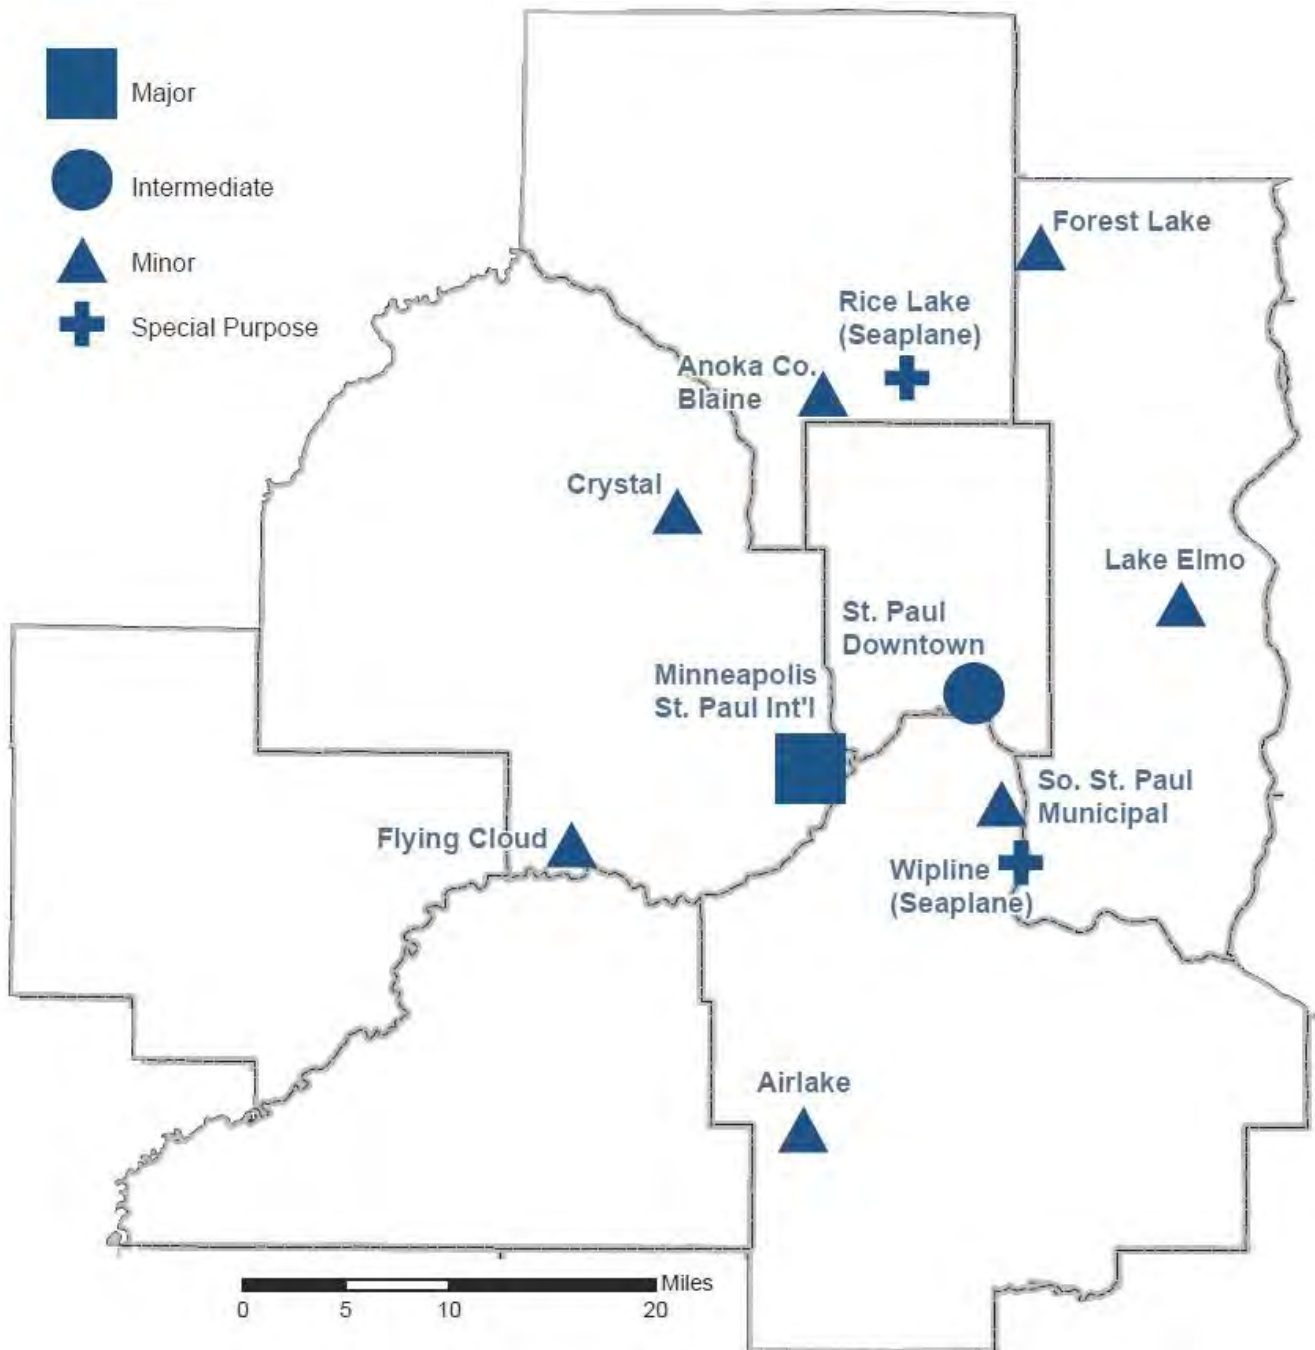 Major
Intermediate
Minor
Special Purpose
Forest Lake
Rice Lake
(Seaplane)
Anoka Co.
Blaine
Crystal
Lake Elmo
St. Paul
Downtown
Minneapolis
St. Paul Int'l
So. St. Paul
Municipal
Flying Cloud
Wipline
(Seaplane)
Airlake
Miles
0 5 10 20